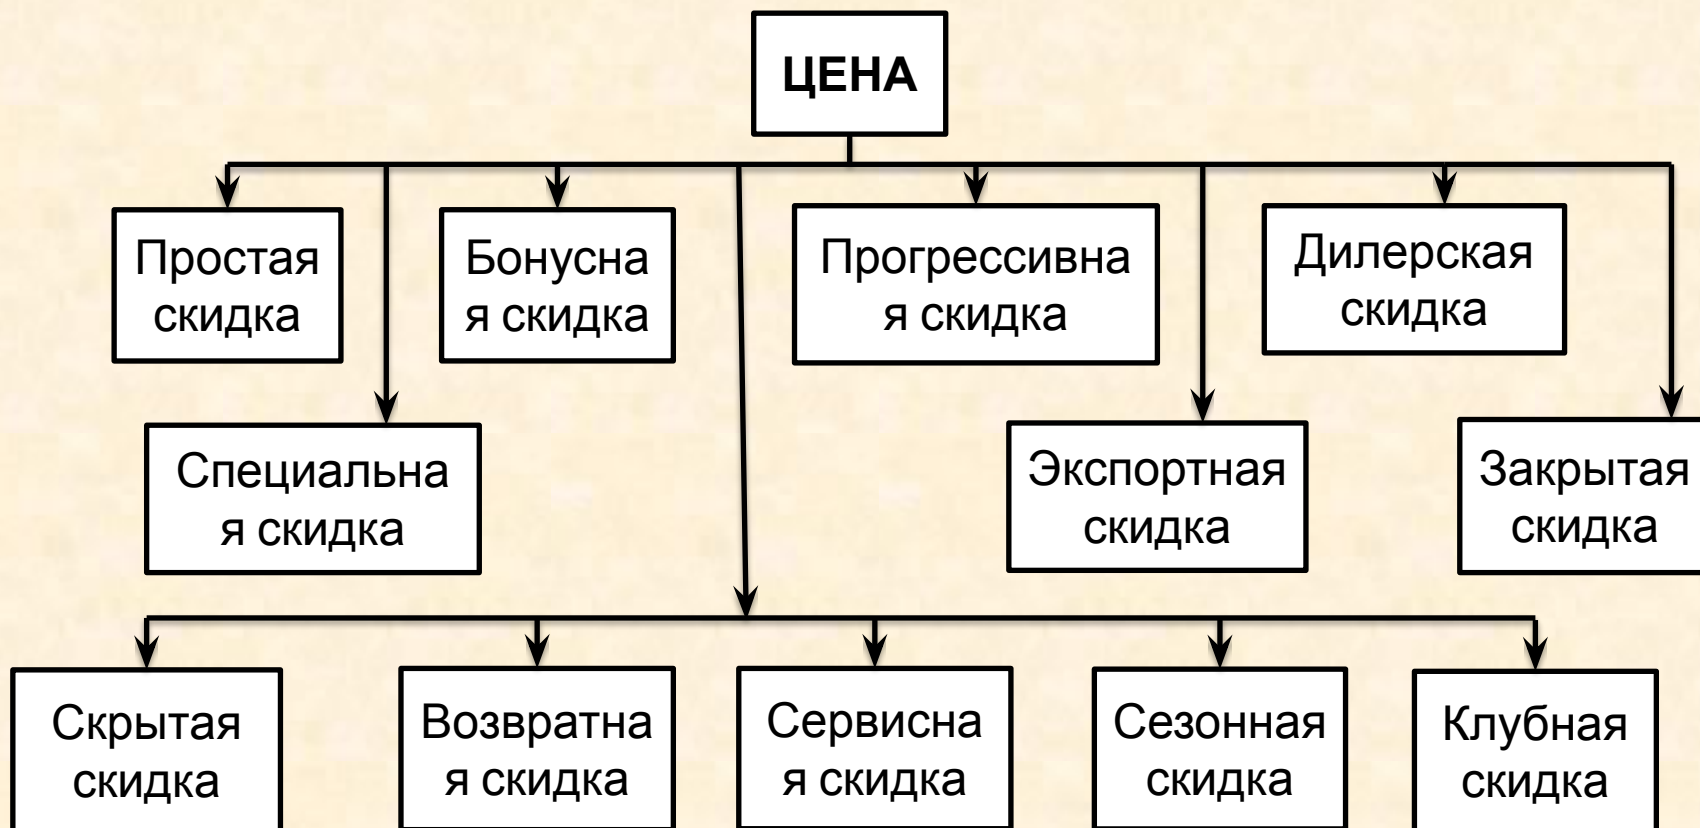 ЦЕНА
Простая
скидка
Бонусна
я скидка
Прогрессивна
я скидка
Дилерская
скидка
Специальна
я скидка
Экспортная
скидка
Закрытая
скидка
Скрытая
скидка
Возвратна
я скидка
Сервисна
я скидка
Сезонная
скидка
Клубная
скидка